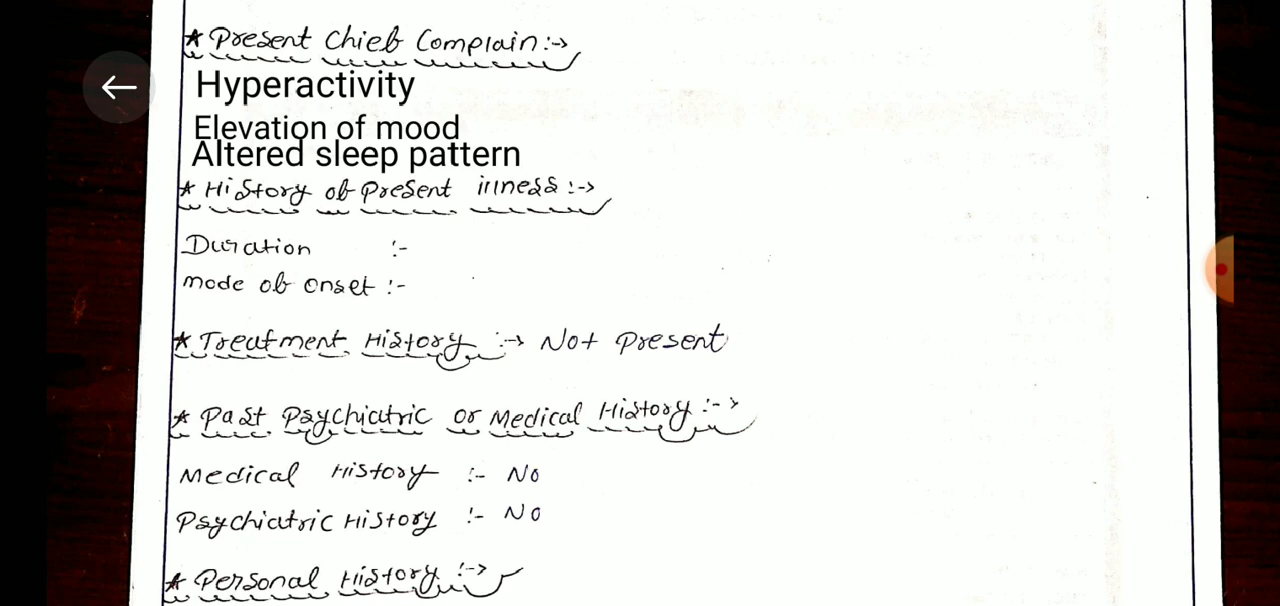 * Present Chief Complain :->
Hyperactivity
Elevation of mood
Altered sleep pattern
* History of Present illness :->
Duration :-
mode of onset :-
* Treatment History :-> Not Present
* Past Psychiatric or Medical History :->
Medical History :- No
Psychiatric History :- No
* Personal History :->